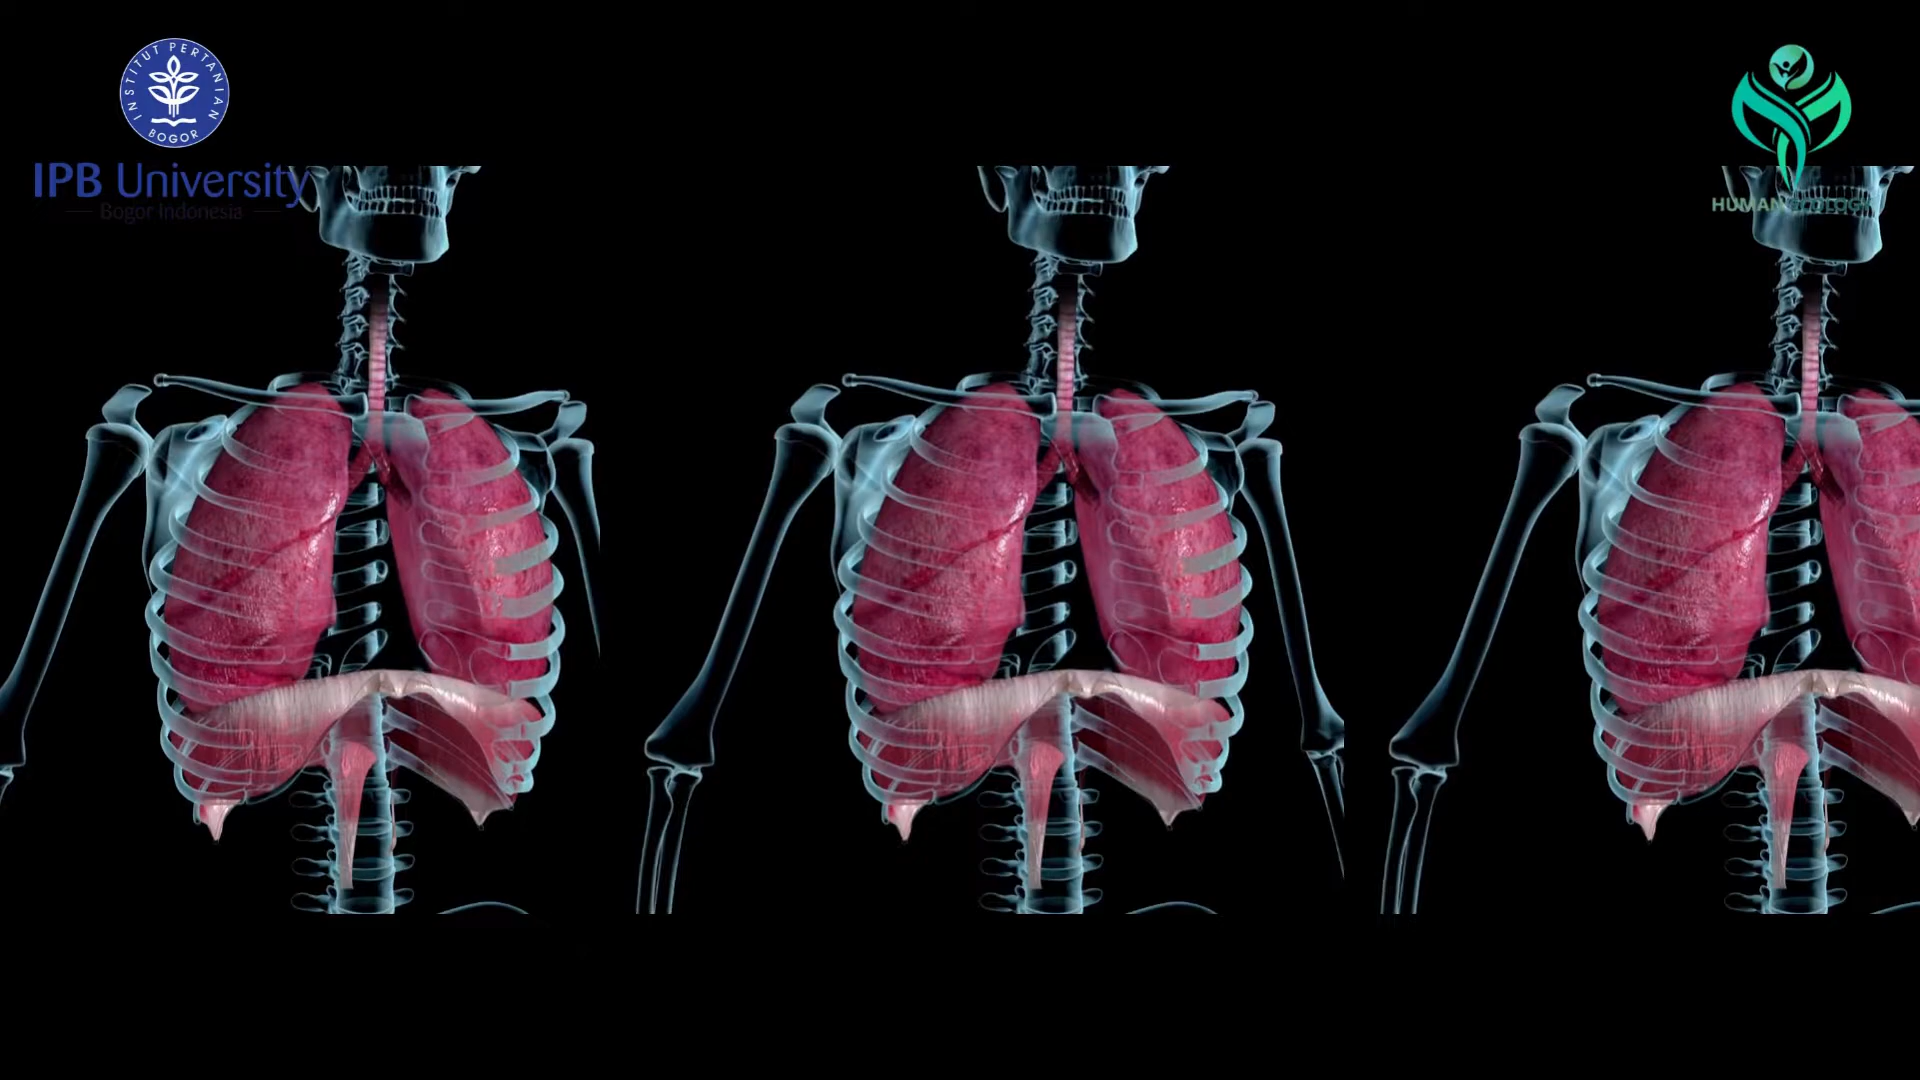 INSTITUT PERTANIAN
BOGOR
IPB University
Bogor Indonesia
HUMAN ECOLOGY